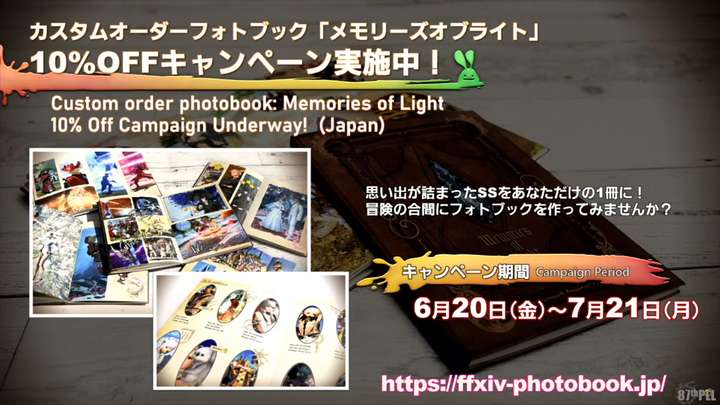 カスタムオーダーフォトブック「メモリーズオブライト」
10%OFFキャンペーン実施中！
Custom order photobook: Memories of Light
10% Off Campaign Underway! (Japan)
思い出が詰まったSSをあなただけの1冊に！
冒険の合間にフォトブックを作ってみませんか？
キャンペーン期間 Campaign Period
6月20日(金)～7月21日(月)
https://ffxiv-photobook.jp/